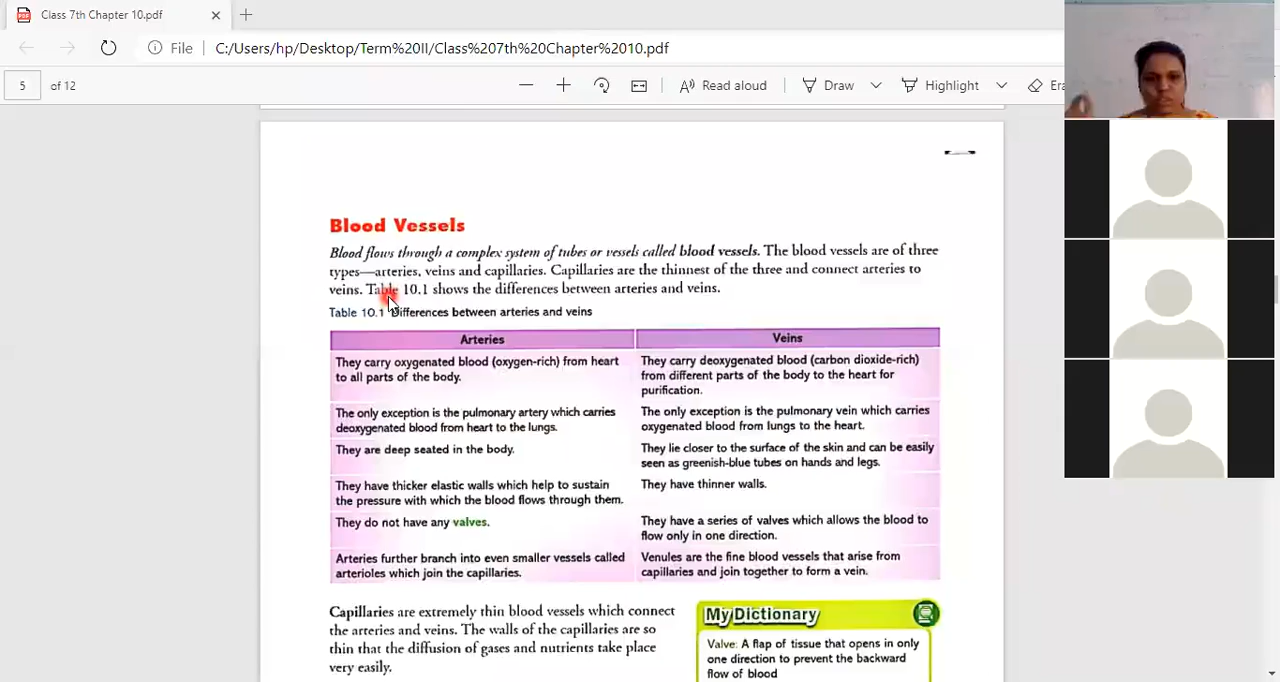 Class 7th Chapter 10.pdf
File
C:/Users/hp/Desktop/Term%20II/Class%207th%20Chapter%2010.pdf
5
of 12
Read aloud
Draw
Highlight
Era
Blood Vessels
Blood flows through a complex system of tubes or vessels called blood vessels. The blood vessels are of three
types—arteries, veins and capillaries. Capillaries are the thinnest of the three and connect arteries to
veins. Table 10.1 shows the differences between arteries and veins.
Table 10.1 Differences between arteries and veins
Arteries
Veins
They carry oxygenated blood (oxygen-rich) from heart
to all parts of the body.
They carry deoxygenated blood (carbon dioxide-rich)
from different parts of the body to the heart for
purification.
The only exception is the pulmonary artery which carries
deoxygenated blood from heart to the lungs.
The only exception is the pulmonary vein which carries
oxygenated blood from lungs to the heart.
They are deep seated in the body.
They lie closer to the surface of the skin and can be easily
seen as greenish-blue tubes on hands and legs.
They have thicker elastic walls which help to sustain
the pressure with which the blood flows through them.
They have thinner walls.
They do not have any valves.
They have a series of valves which allows the blood to
flow only in one direction.
Arteries further branch into even smaller vessels called
arterioles which join the capillaries.
Venules are the fine blood vessels that arise from
capillaries and join together to form a vein.
Capillaries are extremely thin blood vessels which connect
the arteries and veins. The walls of the capillaries are so
thin that the diffusion of gases and nutrients take place
very easily.
My Dictionary
Valve: A flap of tissue that opens in only
one direction to prevent the backward
flow of blood